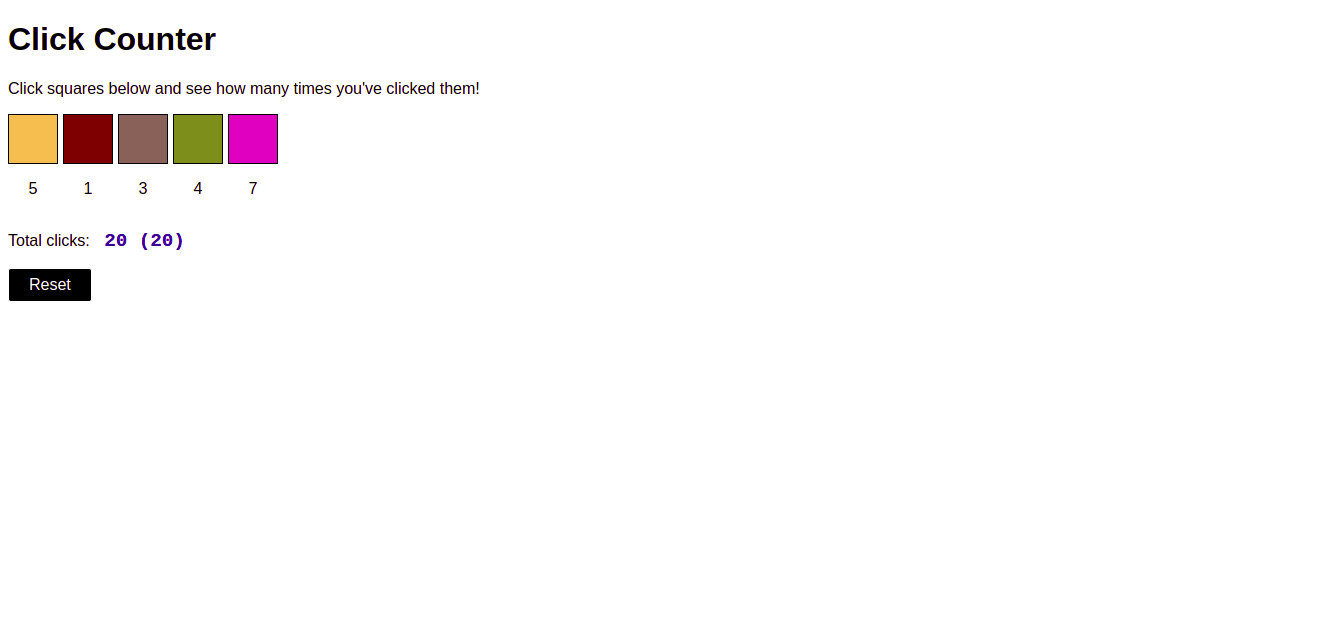 Click Counter
Click squares below and see how many times you've clicked them!
5 1 3 4 7
Total clicks: 20 (20)
Reset